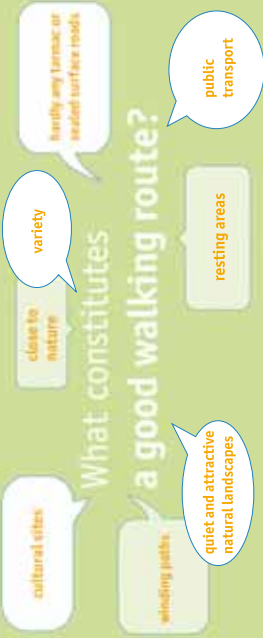 cultural sites
close to
nature
variety
hardly any tarmac or
sealed surface roads
What constitutes
a good walking route?
winding paths
quiet and attractive
natural landscapes
resting areas
public
transport